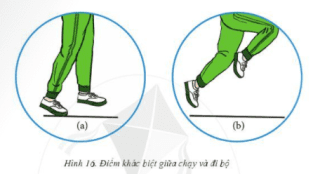 (a) (b)
Hình 16. Điểm khác biệt giữa chạy và đi bộ